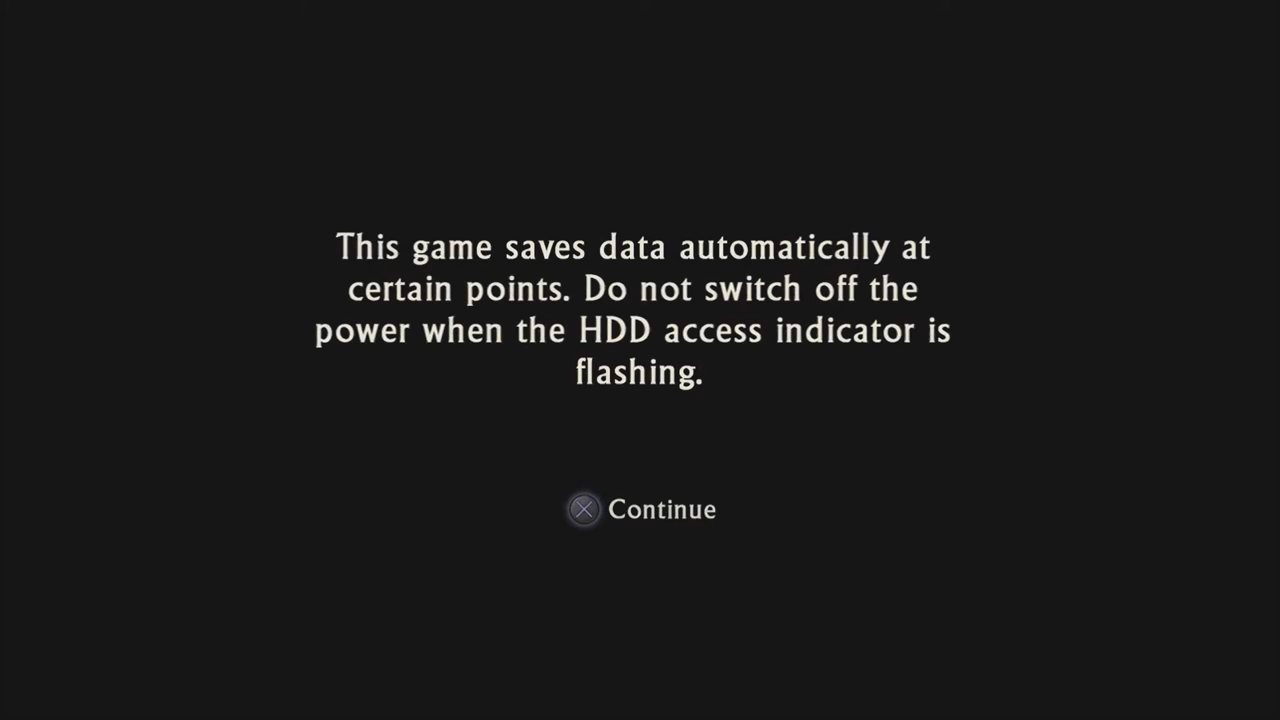 This game saves data automatically at
certain points. Do not switch off the
power when the HDD access indicator is
flashing.
Continue